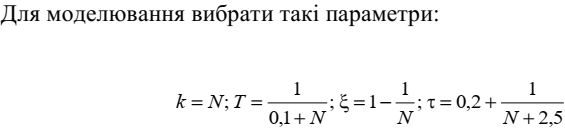 Для моделювання вибрати такі параметри:
k = N; T = 1/(0,1 + N); ξ = 1 − 1/N; τ = 0,2 + 1/(N + 2,5)